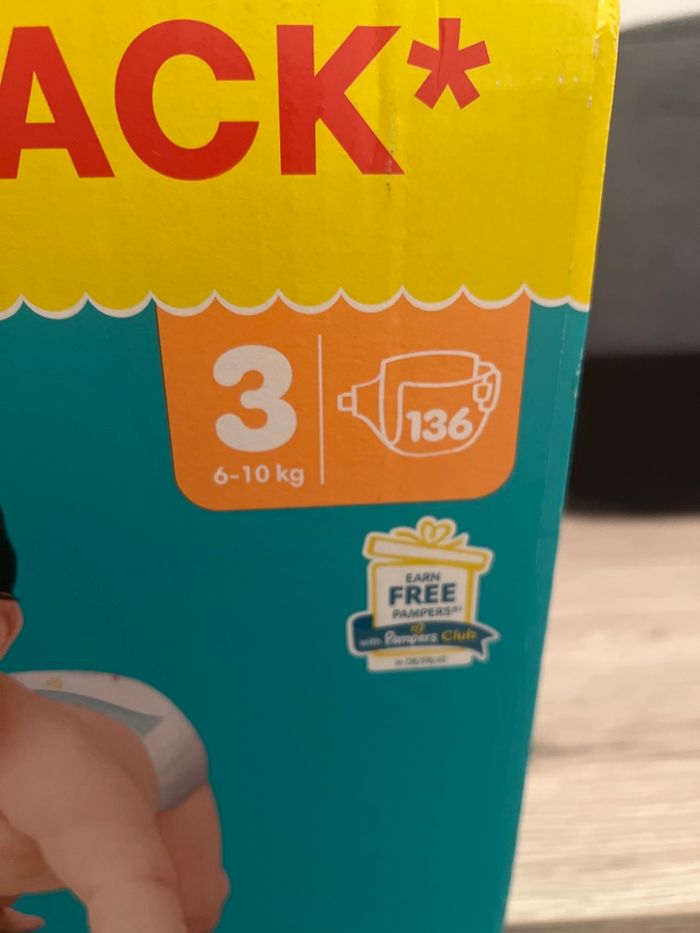 ACK*
3
136
6-10 kg
EARN
FREE
PAMPERS
with Pampers Club